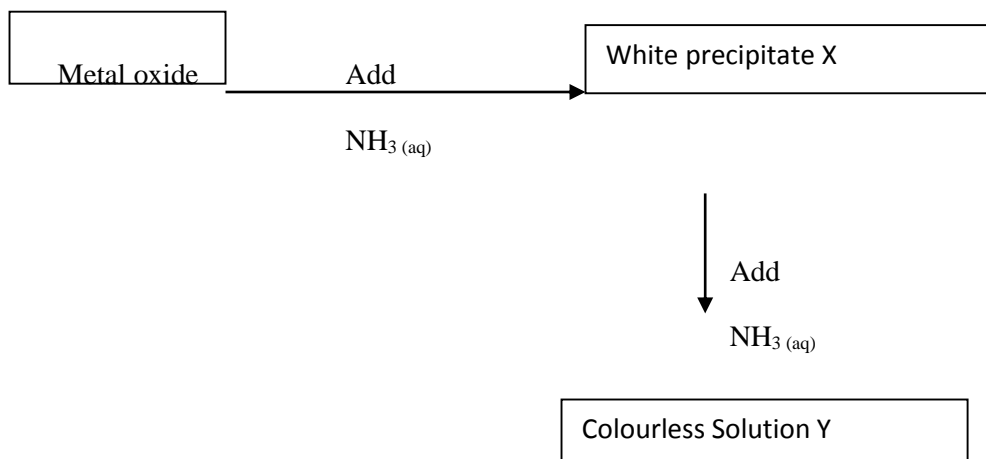 White precipitate X
Metal oxide Add
NH₃ (aq)
Add
NH₃ (aq)
Colourless Solution Y